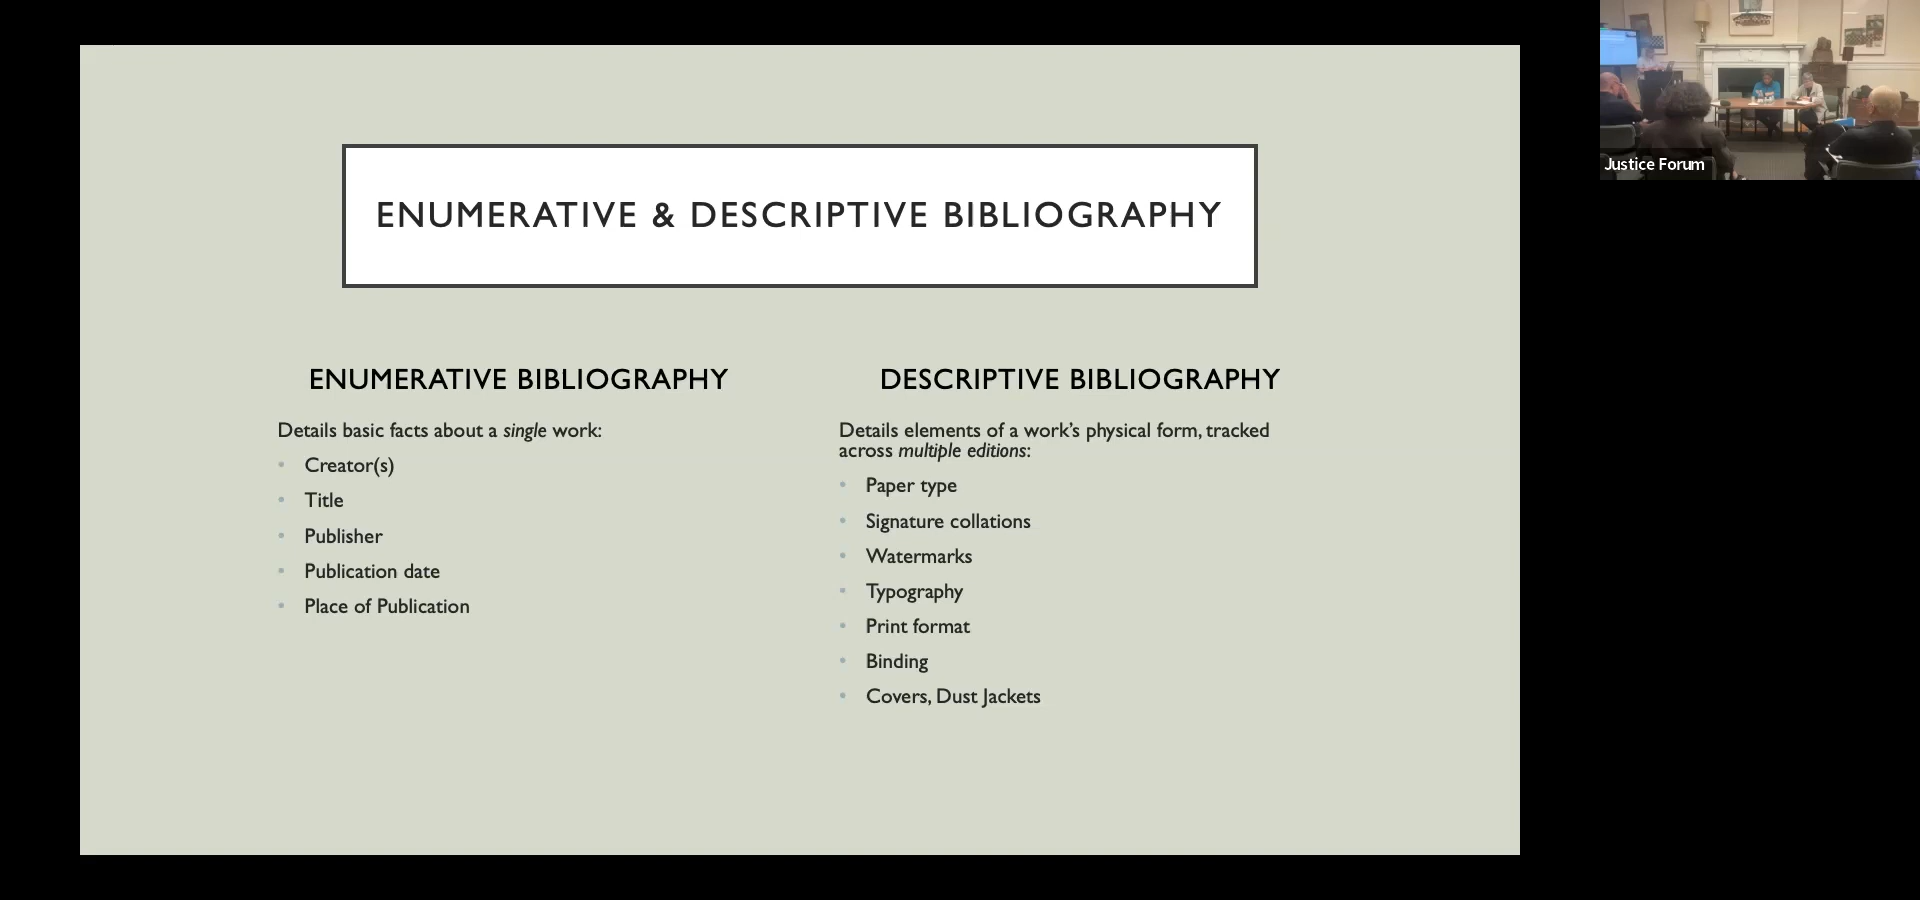 ENUMERATIVE & DESCRIPTIVE BIBLIOGRAPHY
ENUMERATIVE BIBLIOGRAPHY
Details basic facts about a single work:
• Creator(s)
• Title
• Publisher
• Publication date
• Place of Publication
DESCRIPTIVE BIBLIOGRAPHY
Details elements of a work’s physical form, tracked
across multiple editions:
• Paper type
• Signature collations
• Watermarks
• Typography
• Print format
• Binding
• Covers, Dust Jackets
Justice Forum